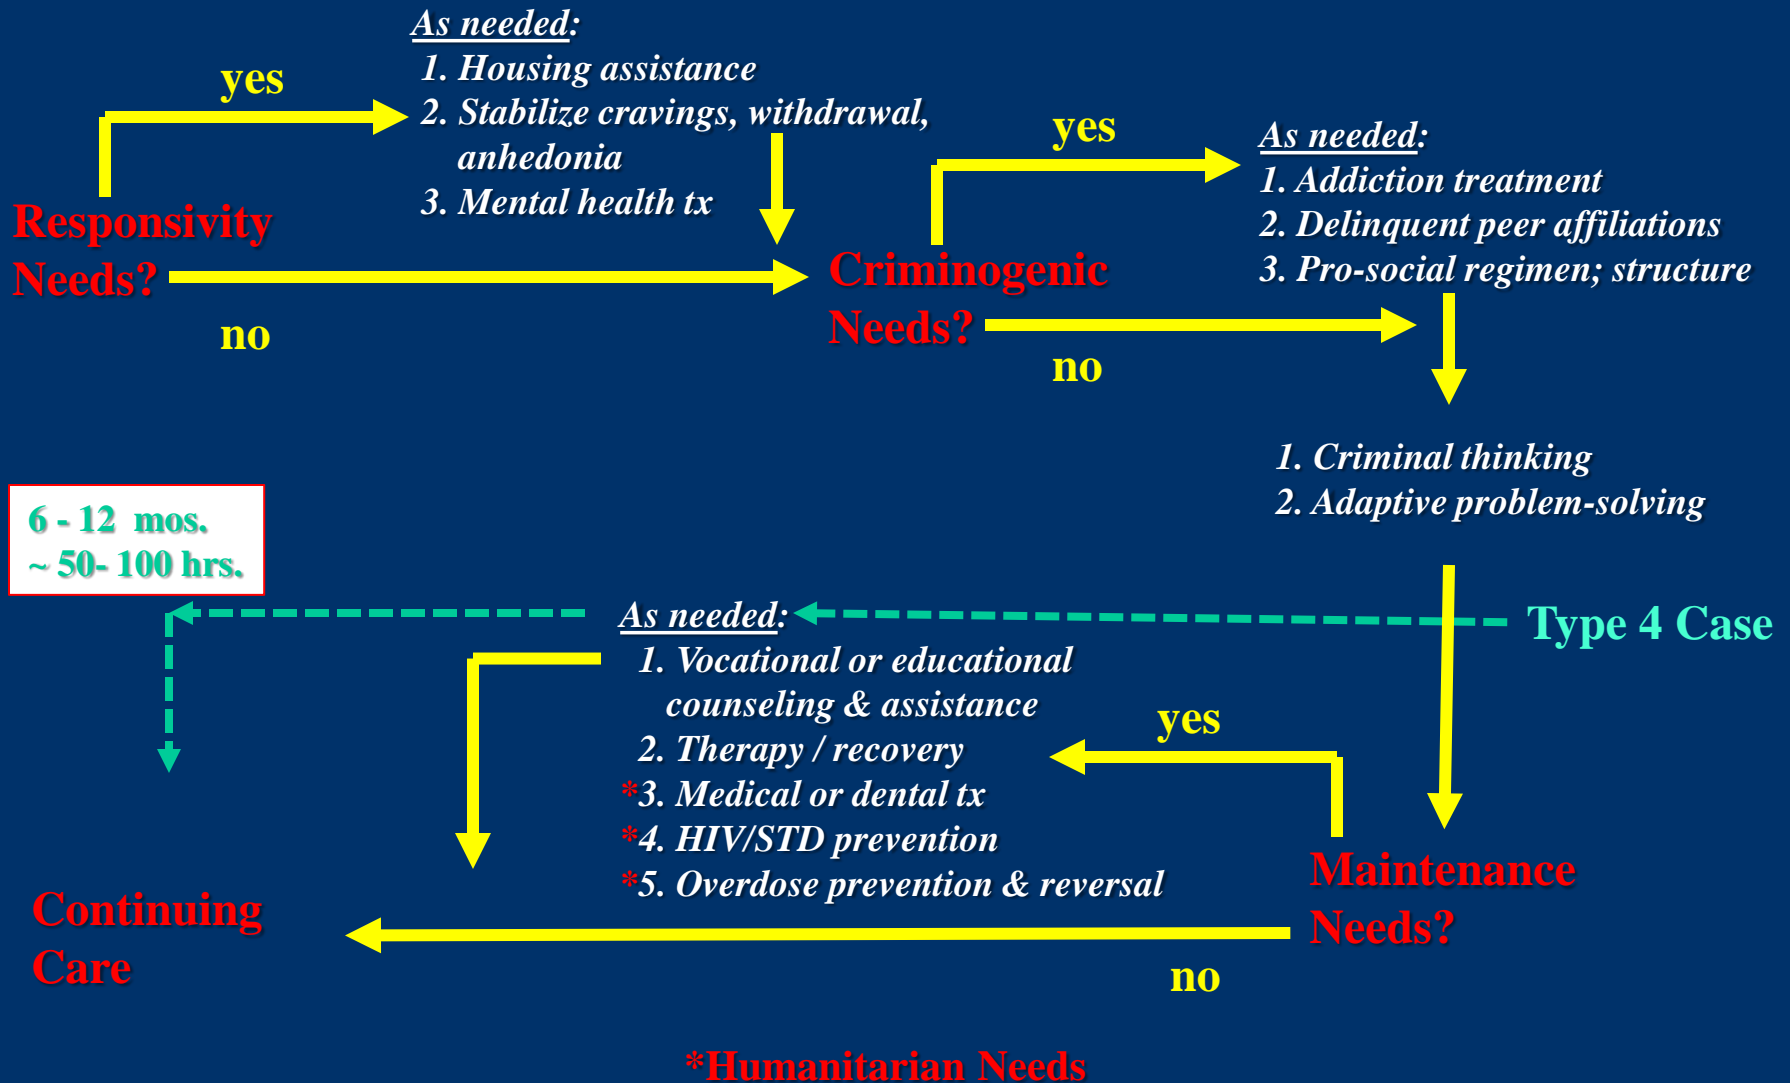 As needed:
1. Housing assistance
2. Stabilize cravings, withdrawal,
anhedonia
3. Mental health tx
yes
Responsivity
Needs?
no
yes
As needed:
1. Addiction treatment
2. Delinquent peer affiliations
3. Pro-social regimen; structure
Criminogenic
Needs?
no
1. Criminal thinking
2. Adaptive problem-solving
6 - 12 mos.
~ 50- 100 hrs.
Type 4 Case
As needed:
1. Vocational or educational
counseling & assistance
2. Therapy / recovery
*3. Medical or dental tx
*4. HIV/STD prevention
*5. Overdose prevention & reversal
yes
Maintenance
Needs?
no
Continuing
Care
*Humanitarian Needs